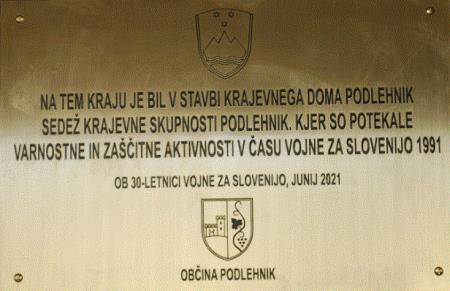 NA TEM KRAJU JE BIL V STAVBI KRAJEVNEGA DOMA PODLEHNIK
SEDEŽ KRAJEVNE SKUPNOSTI PODLEHNIK. KJER SO POTEKALE
VARNOSTNE IN ZAŠČITNE AKTIVNOSTI V ČASU VOJNE ZA SLOVENIJO 1991
OB 30-LETNICI VOJNE ZA SLOVENIJO, JUNIJ 2021
OBČINA PODLEHNIK